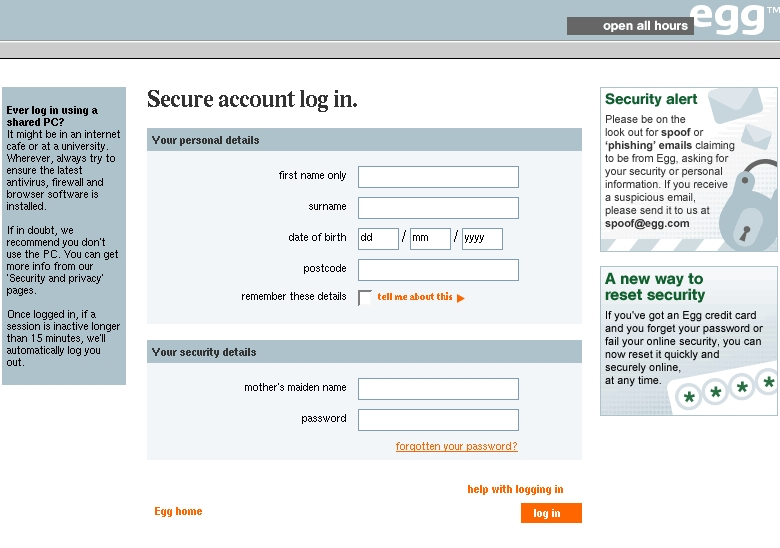 egg™
open all hours
Ever log in using a
shared PC?
It might be in an internet
cafe or at a university.
Wherever, always try to
ensure the latest
antivirus, firewall and
browser software is
installed.
If in doubt, we
recommend you don't
use the PC. You can get
more info from our
'Security and privacy'
pages.
Once logged in, if a
session is inactive longer
than 15 minutes, we'll
automatically log you
out.
Secure account log in.
Your personal details
first name only
surname
date of birth dd / mm / yyyy
postcode
remember these details tell me about this
Your security details
mother's maiden name
password
forgotten your password?
help with logging in
Egg home
log in
Security alert
Please be on the
look out for spoof or
'phishing' emails claiming
to be from Egg, asking for
your security or personal
information. If you receive
a suspicious email,
please send it to us at
spoof@egg.com
A new way to
reset security
If you've got an Egg credit card
and you forget your password or
fail your online security, you can
now reset it quickly and
securely online,
at any time.
* * * *